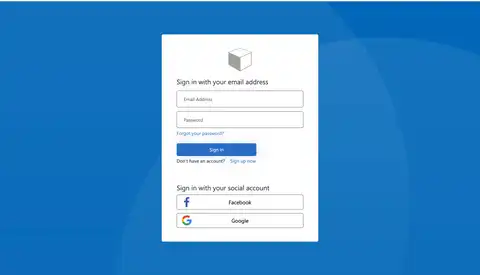 Sign in with your email address
Email Address
Password
Forgot your password?
Sign in
Don't have an account? Sign up now
Sign in with your social account
Facebook
Google